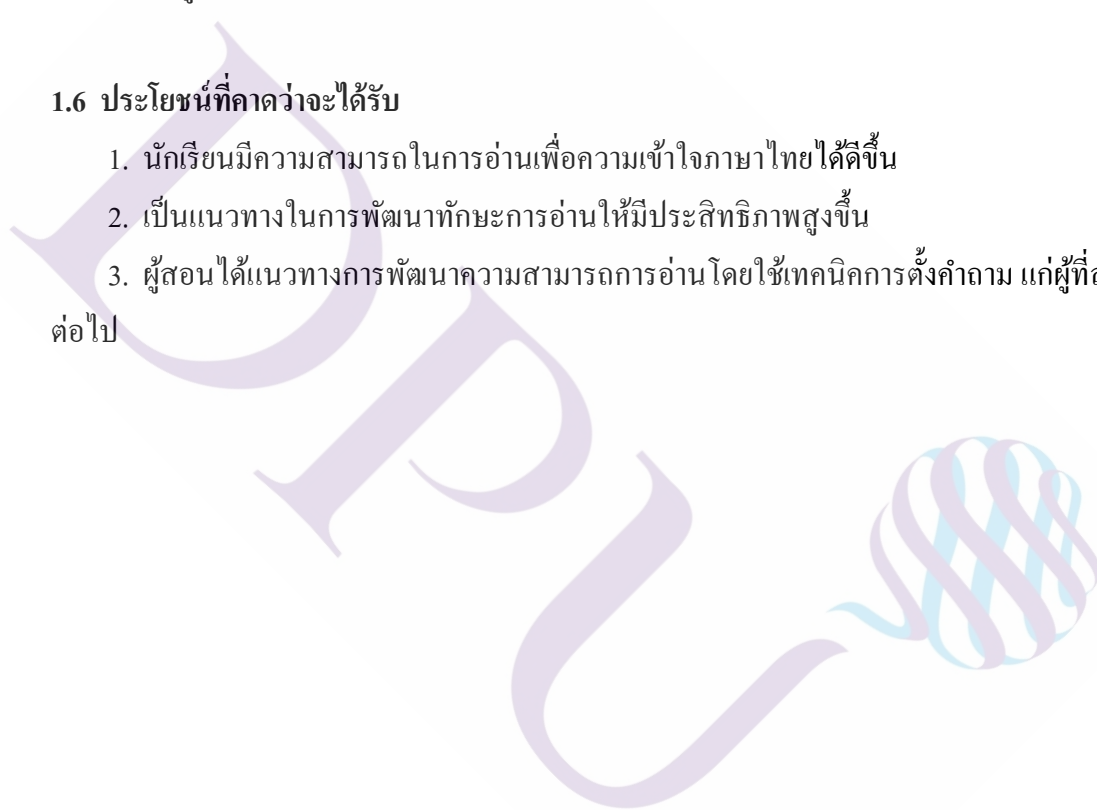 1.6 ประโยชน์ที่คาดว่าจะได้รับ
1. นักเรียนมีความสามารถในการอ่านเพื่อความเข้าใจภาษาไทยได้ดีขึ้น
2. เป็นแนวทางในการพัฒนาทักษะการอ่านให้มีประสิทธิภาพสูงขึ้น
3. ผู้สอนได้แนวทางการพัฒนาความสามารถการอ่านโดยใช้เทคนิคการตั้งคำถาม แก่ผู้ที่
ต่อไป
DPU